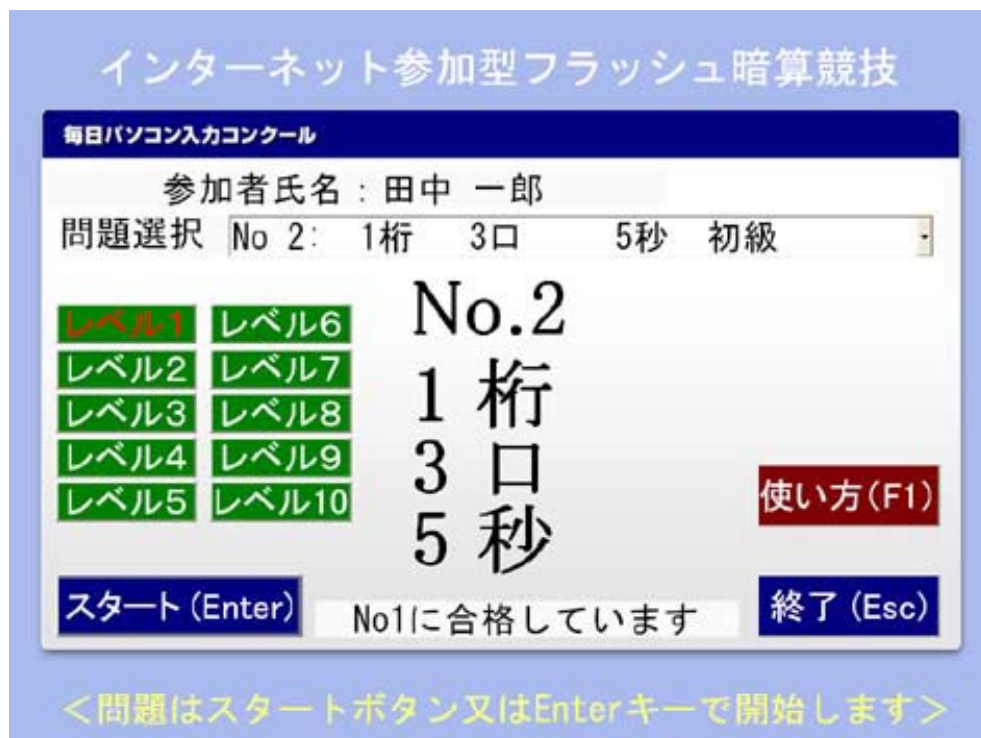 インターネット参加型フラッシュ暗算競技
毎日パソコン入力コンクール
参加者氏名：田中 一郎
問題選択 No 2: 1桁 3口 5秒 初級
No.2
1 桁
3 口
5 秒
レベル1 レベル6
レベル2 レベル7
レベル3 レベル8
レベル4 レベル9
レベル5 レベル10
使い方(F1)
スタート(Enter)
No1に合格しています
終了(Esc)
＜問題はスタートボタン又はEnterキーで開始します＞